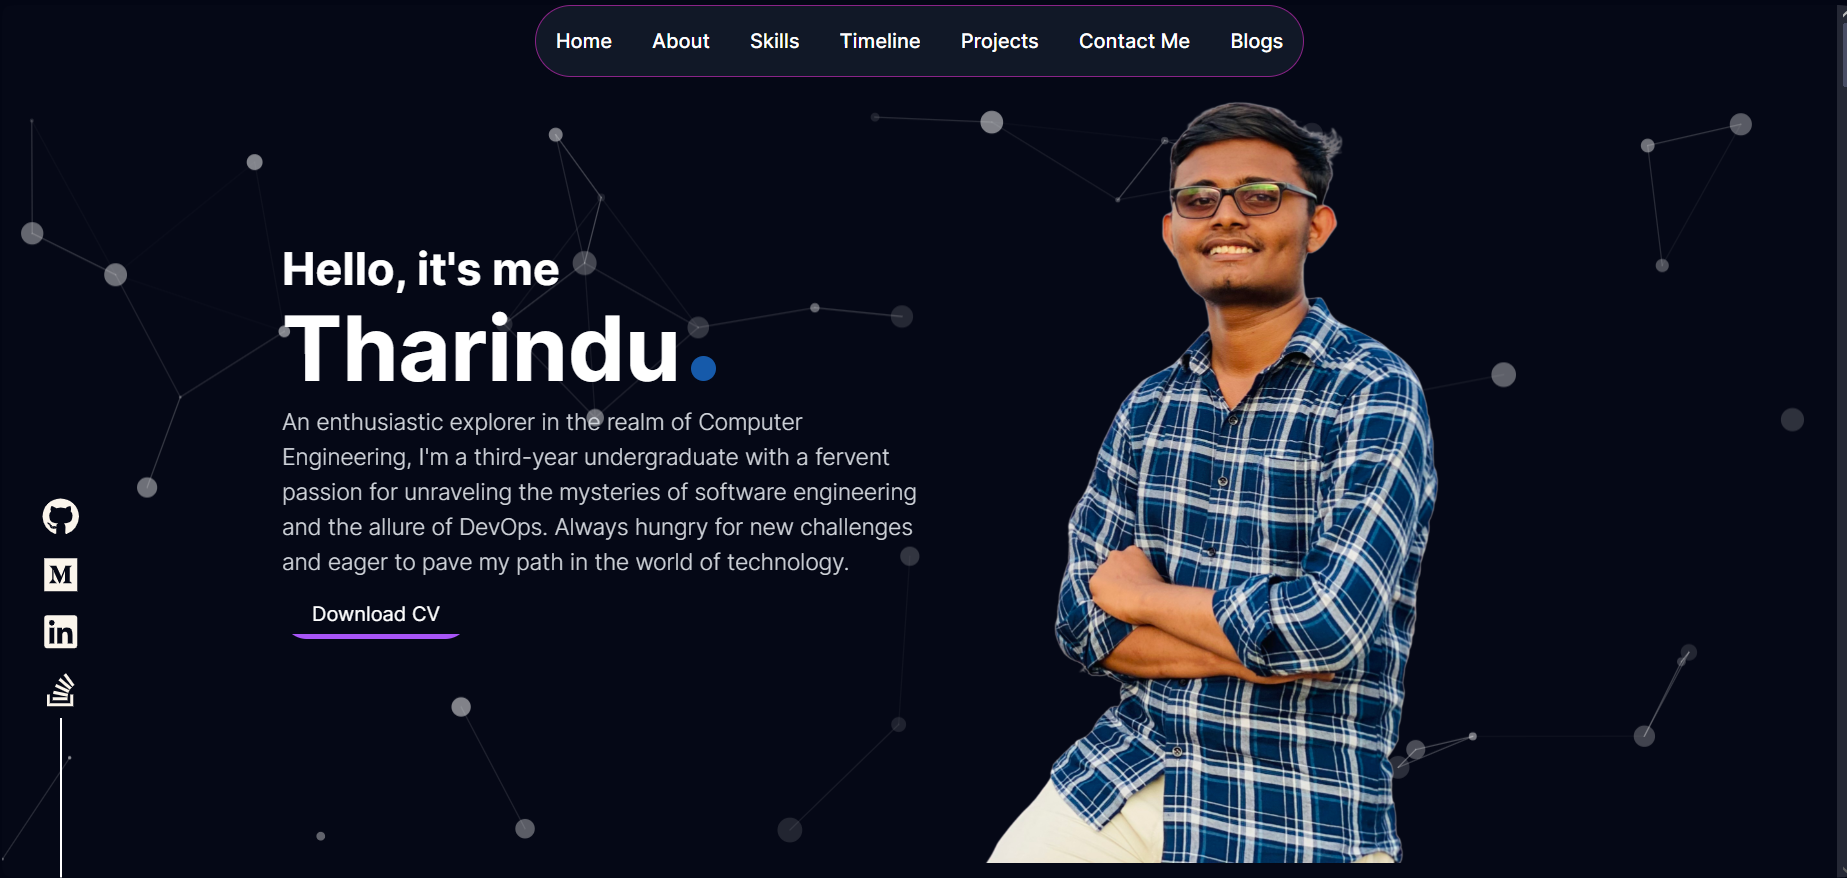 Home About Skills Timeline Projects Contact Me Blogs
Hello, it's me
Tharindu.
An enthusiastic explorer in the realm of Computer
Engineering, I'm a third-year undergraduate with a fervent
passion for unraveling the mysteries of software engineering
and the allure of DevOps. Always hungry for new challenges
and eager to pave my path in the world of technology.
M
in
Download CV